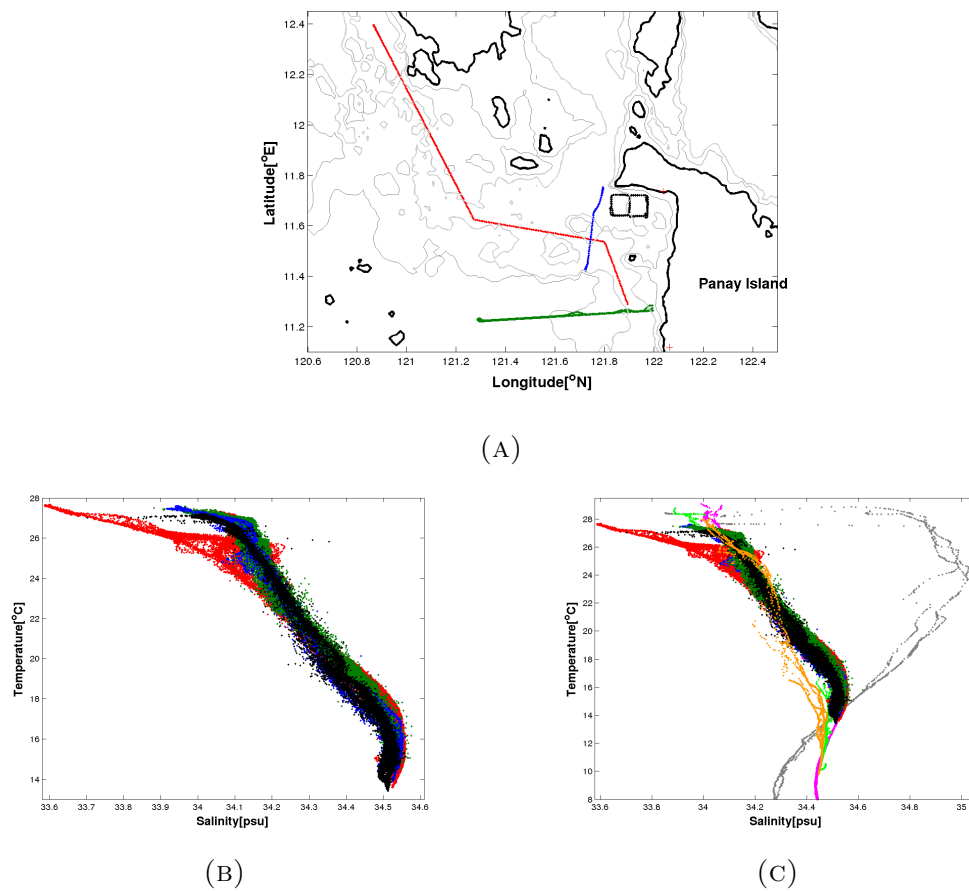 12.4
12.2
12
11.8
11.6
11.4
11.2
Latitude[°E]
Panay Island
120.6 120.8 121 121.2 121.4 121.6 121.8 122 122.2 122.4
Longitude[°N]
(A)
28
26
24
22
20
18
16
14
Temperature[°C]
33.6 33.7 33.8 33.9 34 34.1 34.2 34.3 34.4 34.5 34.6
Salinity[psu]
(B)
28
26
24
22
20
18
16
14
12
10
8
Temperature[°C]
33.6 33.8 34 34.2 34.4 34.6 34.8 35
Salinity[psu]
(C)